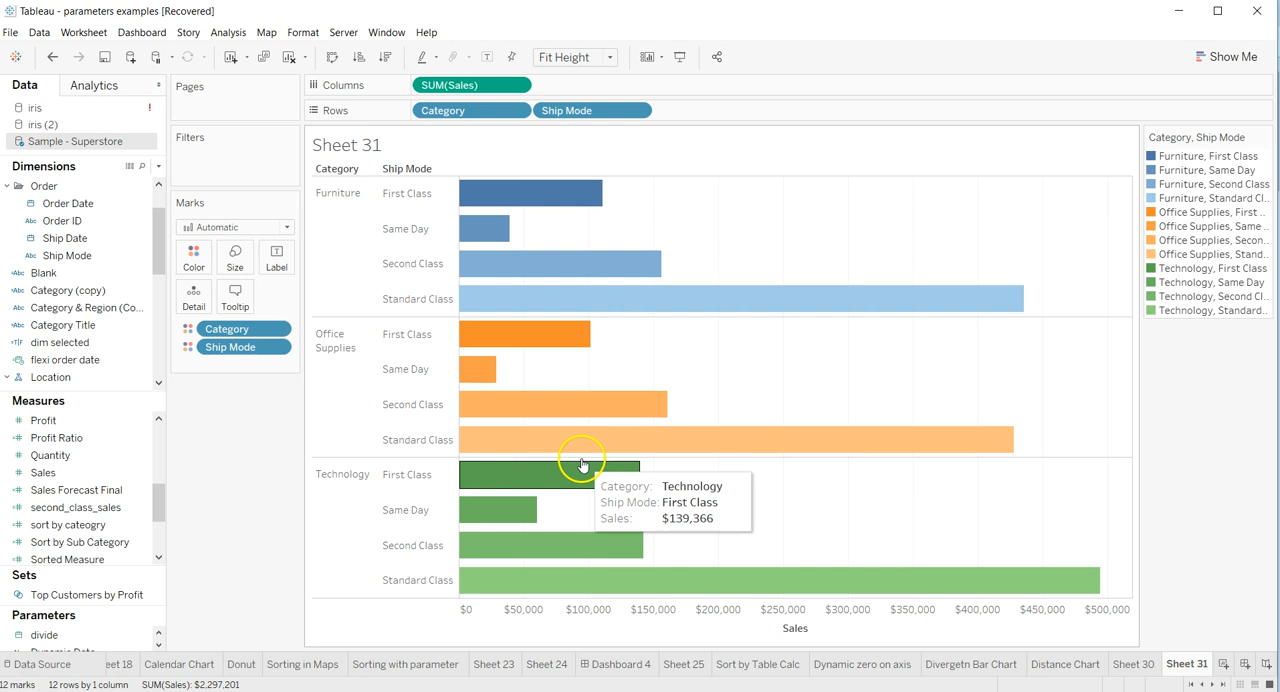 Tableau - parameters examples [Recovered]
File Data Worksheet Dashboard Story Analysis Map Format Server Window Help
Fit Height
Show Me
Data Analytics
iris !
iris (2)
Sample - Superstore
Dimensions
Order
Order Date
Abc Order ID
Ship Date
Abc Ship Mode
=Abc Blank
=Abc Category (copy)
=Abc Category & Region (Co...
=Abc Category Title
=T|F dim selected
flexi order date
Location
Measures
# Profit
=# Profit Ratio
# Quantity
# Sales
=# Sales Forecast Final
=# second_class_sales
=# sort by cateogry
=# Sort by Sub Category
=# Sorted Measure
Sets
Top Customers by Profit
Parameters
divide
Pages
Filters
Marks
Automatic
Color Size Label
Detail Tooltip
Category
Ship Mode
Columns SUM(Sales)
Rows Category Ship Mode
Sheet 31
Category Ship Mode
Furniture First Class
Same Day
Second Class
Standard Class
Office Supplies First Class
Same Day
Second Class
Standard Class
Technology First Class
Same Day
Second Class
Standard Class
Category: Technology
Ship Mode: First Class
Sales: $139,366
$0 $50,000 $100,000 $150,000 $200,000 $250,000 $300,000 $350,000 $400,000 $450,000 $500,000
Sales
Category, Ship Mode
Furniture, First Class
Furniture, Same Day
Furniture, Second Class
Furniture, Standard Cl...
Office Supplies, First ...
Office Supplies, Same ...
Office Supplies, Secon...
Office Supplies, Stand...
Technology, First Class
Technology, Same Day
Technology, Second Cl...
Technology, Standard...
Data Source eet 18 Calendar Chart Donut Sorting in Maps Sorting with parameter Sheet 23 Sheet 24 Dashboard 4 Sheet 25 Sort by Table Calc Dynamic zero on axis Divergetn Bar Chart Distance Chart Sheet 30 Sheet 31
12 marks 12 rows by 1 column SUM(Sales): $2,297,201